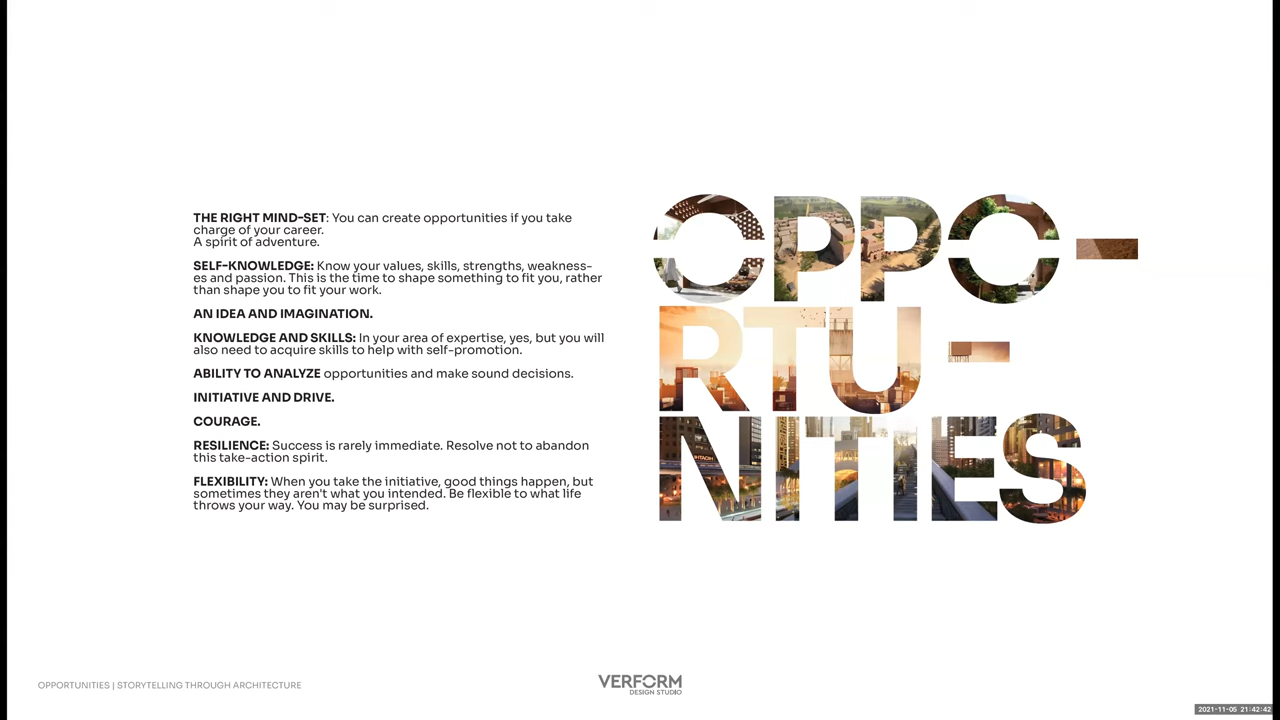 THE RIGHT MIND-SET: You can create opportunities if you take
charge of your career.
A spirit of adventure.
SELF-KNOWLEDGE: Know your values, skills, strengths, weakness-
es and passion. This is the time to shape something to fit you, rather
than shape you to fit your work.
AN IDEA AND IMAGINATION.
KNOWLEDGE AND SKILLS: In your area of expertise, yes, but you will
also need to acquire skills to help with self-promotion.
ABILITY TO ANALYZE opportunities and make sound decisions.
INITIATIVE AND DRIVE.
COURAGE.
RESILIENCE: Success is rarely immediate. Resolve not to abandon
this take-action spirit.
FLEXIBILITY: When you take the initiative, good things happen, but
sometimes they aren't what you intended. Be flexible to what life
throws your way. You may be surprised.
OPPO-
RTU-
NITIES
OPPORTUNITIES | STORYTELLING THROUGH ARCHITECTURE
VERFORM
DESIGN STUDIO
2021-11-05 21:42:42